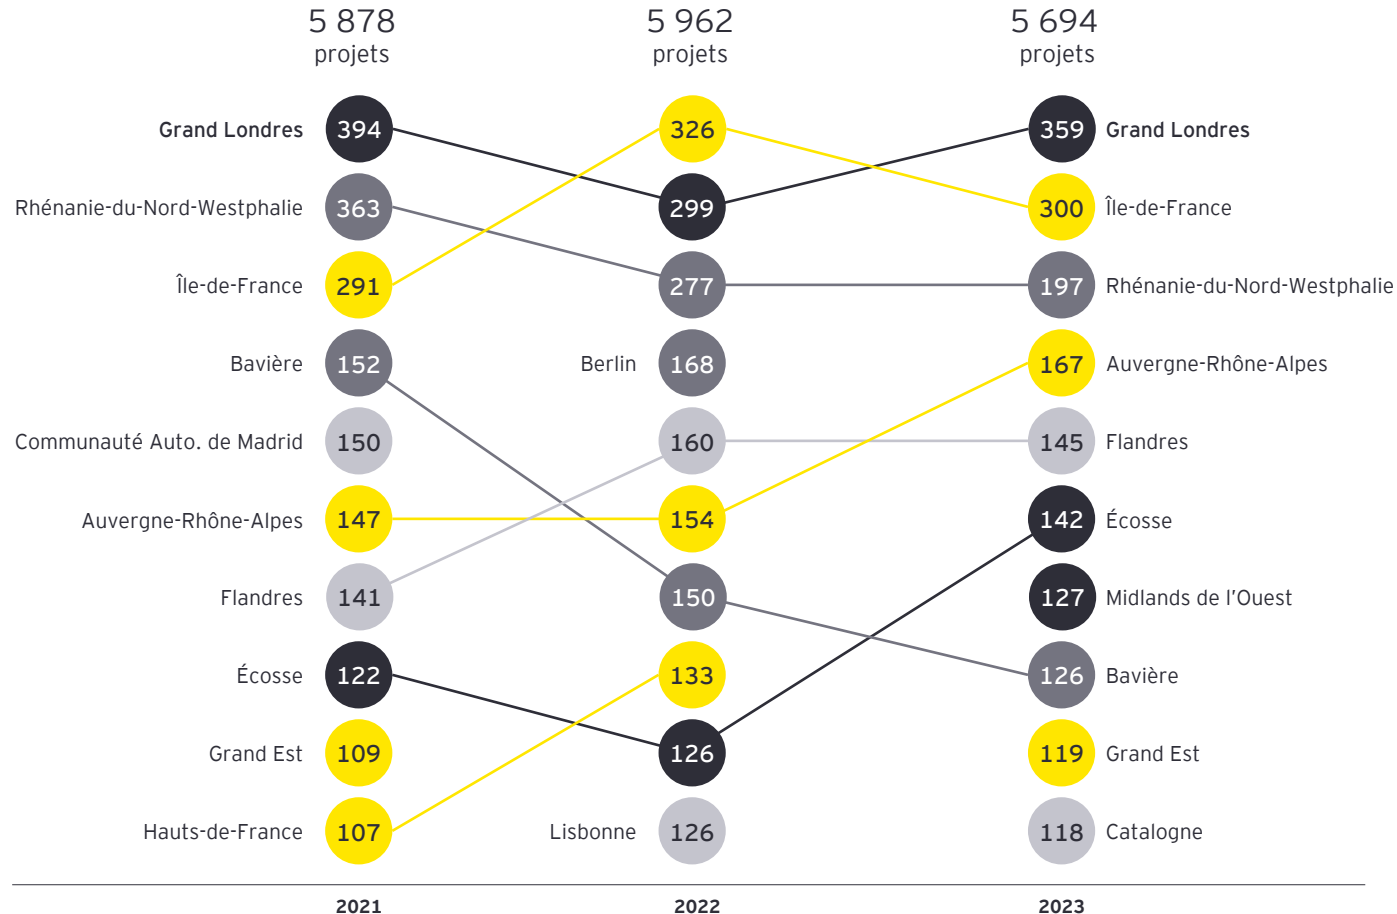 5 878 5 962 5 694
projets projets projets
Grand Londres 394 326 359 Grand Londres
Rhénanie-du-Nord-Westphalie 363 299 300 Île-de-France
Île-de-France 291 277 197 Rhénanie-du-Nord-Westphalie
Bavière 152 Berlin 168 167 Auvergne-Rhône-Alpes
Communauté Auto. de Madrid 150 160 145 Flandres
Auvergne-Rhône-Alpes 147 154 142 Écosse
Flandres 141 150 127 Midlands de l'Ouest
Écosse 122 133 126 Bavière
Grand Est 109 126 119 Grand Est
Hauts-de-France 107 Lisbonne 126 118 Catalogne
2021 2022 2023